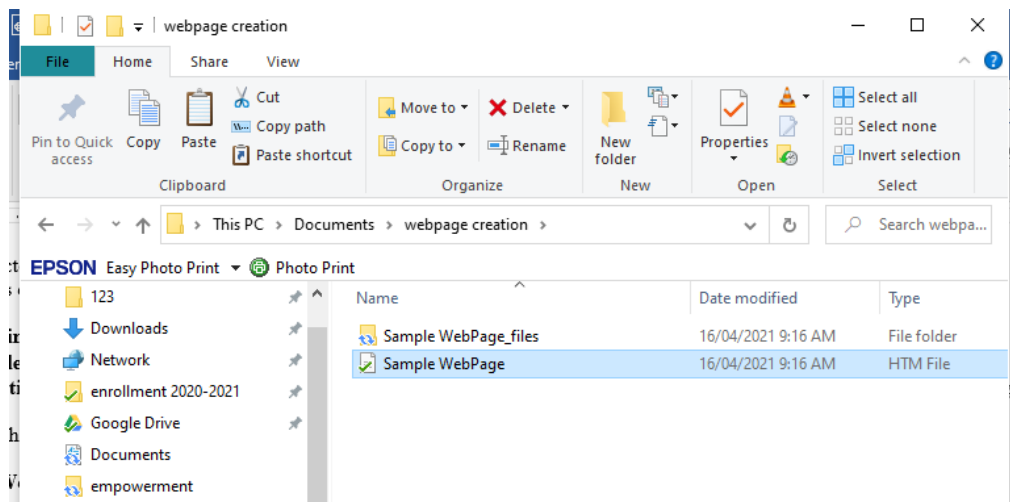 webpage creation
File Home Share View
Pin to Quick access
Copy
Paste
Cut
Copy path
Paste shortcut
Clipboard
Move to
Copy to
Delete
Rename
Organize
New folder
New
Properties
Open
Select all
Select none
Invert selection
Select
This PC > Documents > webpage creation >
Search webpa...
EPSON Easy Photo Print Photo Print
123
Downloads
Network
enrollment 2020-2021
Google Drive
Documents
empowerment
Name Date modified Type
Sample WebPage_files 16/04/2021 9:16 AM File folder
Sample WebPage 16/04/2021 9:16 AM HTM File